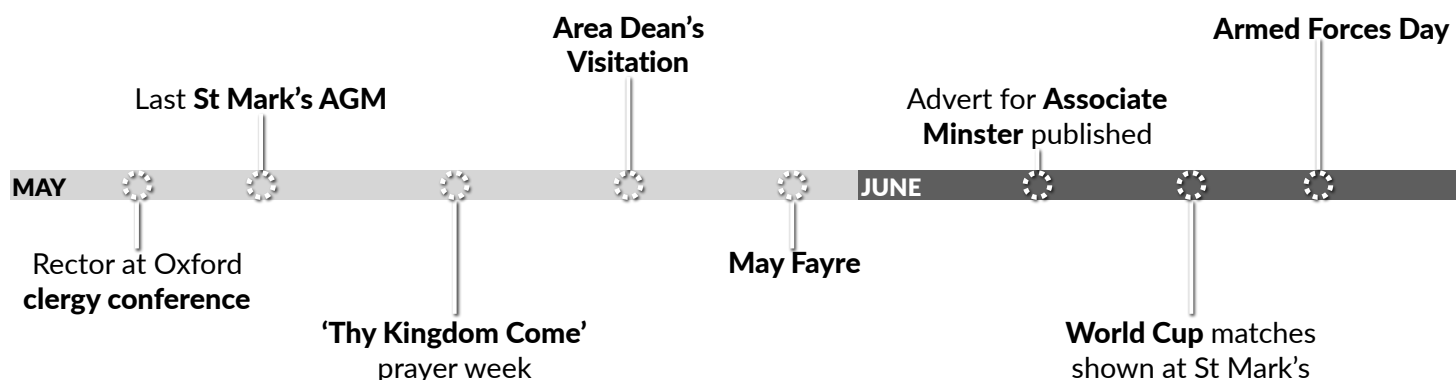 Area Dean’s
Visitation
Armed Forces Day
Last St Mark’s AGM
Advert for Associate
Minster published
MAY
JUNE
Rector at Oxford
clergy conference
May Fayre
‘Thy Kingdom Come’
prayer week
World Cup matches
shown at St Mark’s